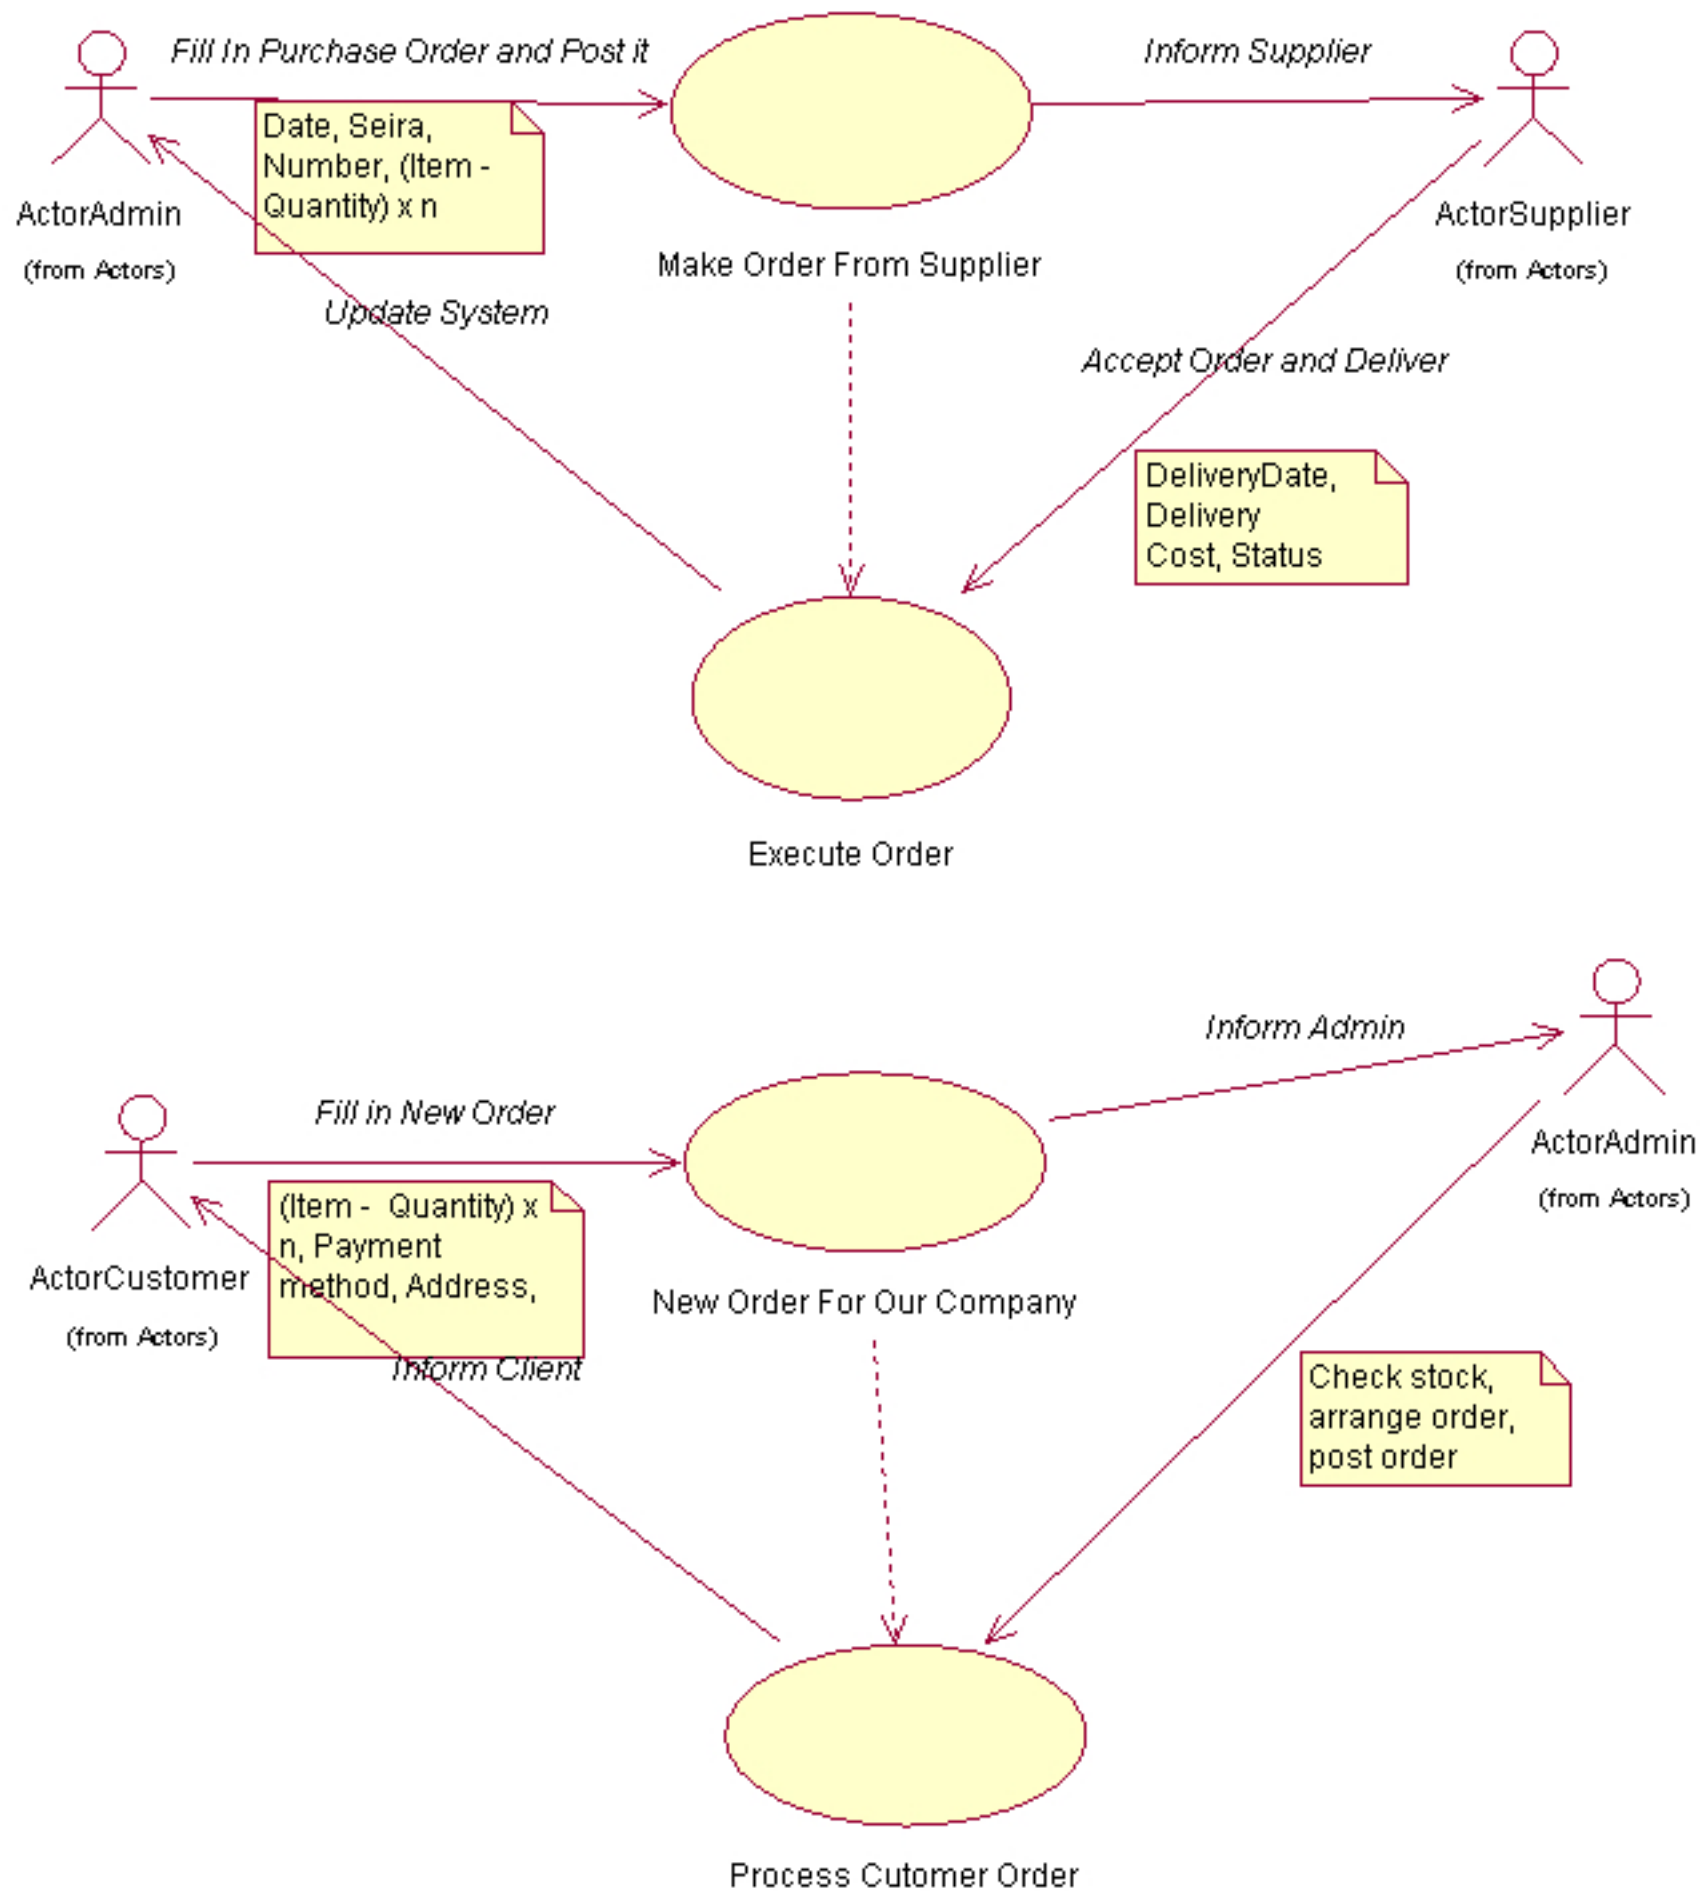 Fill In Purchase Order and Post it
Inform Supplier
Date, Seira,
Number, (Item -
Quantity) x n
ActorAdmin
(from Actors)
ActorSupplier
(from Actors)
Make Order From Supplier
Update System
Accept Order and Deliver
DeliveryDate,
Delivery
Cost, Status
Execute Order
Inform Admin
Fill in New Order
ActorAdmin
(from Actors)
(Item -  Quantity) x
n, Payment
method, Address,
ActorCustomer
(from Actors)
New Order For Our Company
Inform Client
Check stock,
arrange order,
post order
Process Cutomer Order